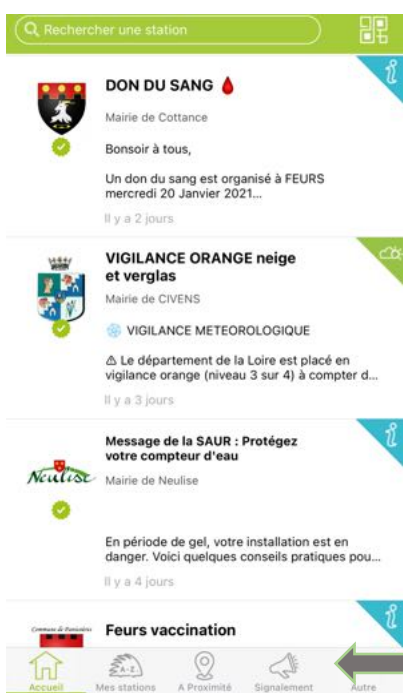 Rechercher une station
DON DU SANG 🩸
Mairie de Cottance
Bonsoir à tous,
Un don du sang est organisé à FEURS
mercredi 20 Janvier 2021...
Il y a 2 jours
VIGILANCE ORANGE neige
et verglas
Mairie de CIVENS
❄️ VIGILANCE METEOROLOGIQUE
⚠ Le département de la Loire est placé en
vigilance orange (niveau 3 sur 4) à compter d...
Il y a 3 jours
Message de la SAUR : Protégez
votre compteur d'eau
Neulise
Mairie de Neulise
En période de gel, votre installation est en
danger. Voici quelques conseils pratiques pou...
Il y a 4 jours
Commune de Panissières
Feurs vaccination
A-Z
Accueil
Mes stations
A Proximité
Signalement
Autre